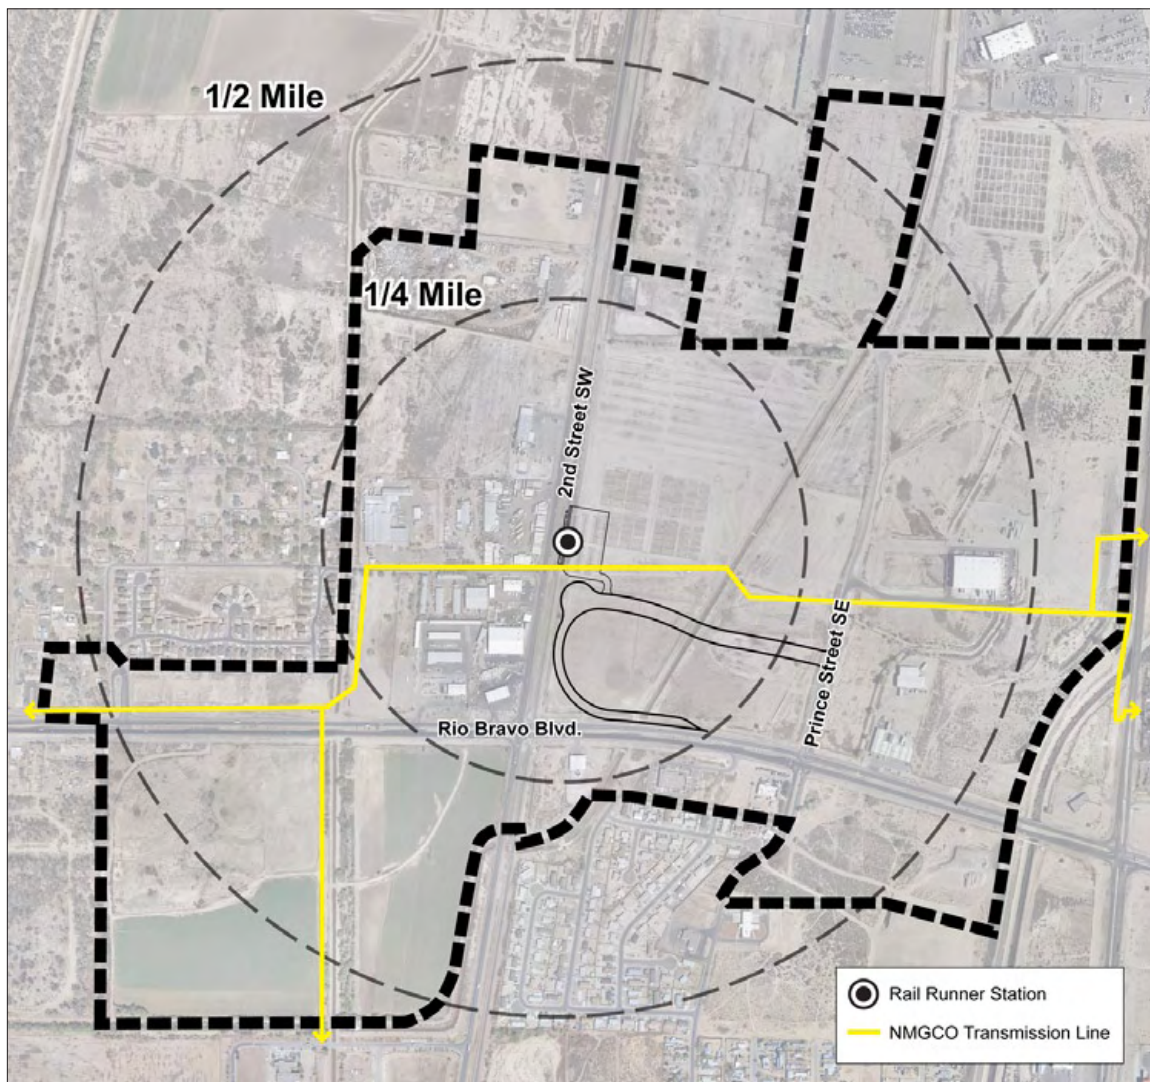 1/2 Mile
1/4 Mile
2nd Street SW
Prince Street SE
Rio Bravo Blvd.
Rail Runner Station
NMGCO Transmission Line